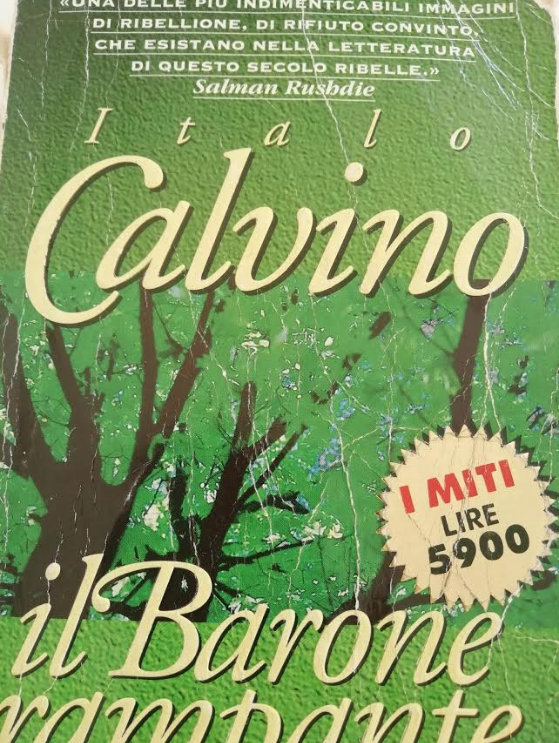 «UNA DELLE PIÙ INDIMENTICABILI IMMAGINI
DI RIBELLIONE, DI RIFIUTO CONVINTO,
CHE ESISTANO NELLA LETTERATURA
DI QUESTO SECOLO RIBELLE.»
Salman Rushdie
Italo
Calvino
I MITI
LIRE
5900
il Barone
rampante